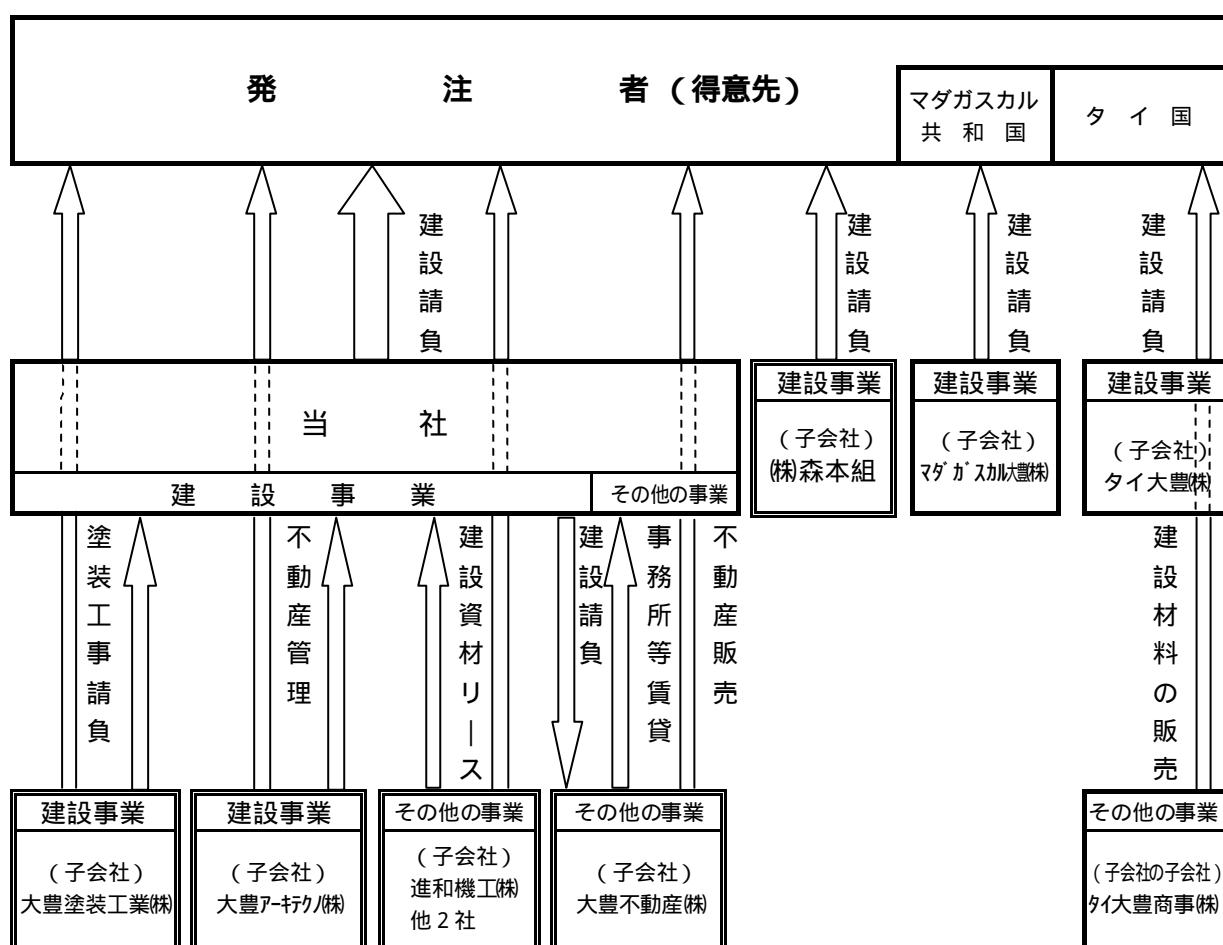 発注者(得意先)
マダガスカル
共和国
タイ国
建設請負
建設請負
建設請負
建設請負
当社
建設事業
その他の事業
建設事業
(子会社)
㈱森本組
建設事業
(子会社)
マダガスカル大豊㈱
建設事業
(子会社)
タイ大豊㈱
塗装工事請負
不動産管理
建設資材リース
建設請負
事務所等賃貸
不動産販売
建設材料の販売
建設事業
(子会社)
大豊塗装工業㈱
建設事業
(子会社)
大豊アーキテクノ㈱
その他の事業
(子会社)
進和機工㈱
他2社
その他の事業
(子会社)
大豊不動産㈱
その他の事業
(子会社の子会社)
タイ大豊商事㈱